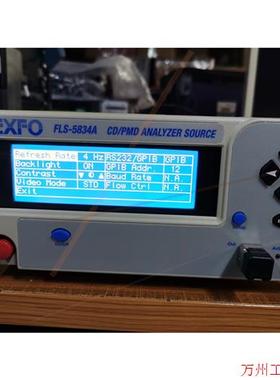 EXFO FLS-5834A CD/PMD ANALYZER SOURCE
Refresh Rate 4 Hz RS232/GPIB GPIB
Backlight ON GPIB Addr 12
Contrast Baud Rate N.A.
Video Mode STD Flow Ctrl N.A.
Exit
万州工